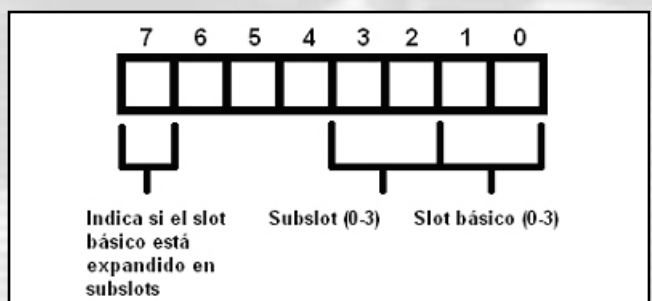 7 6 5 4 3 2 1 0
Indica si el slot básico está expandido en subslots
Subslot (0-3)
Slot básico (0-3)